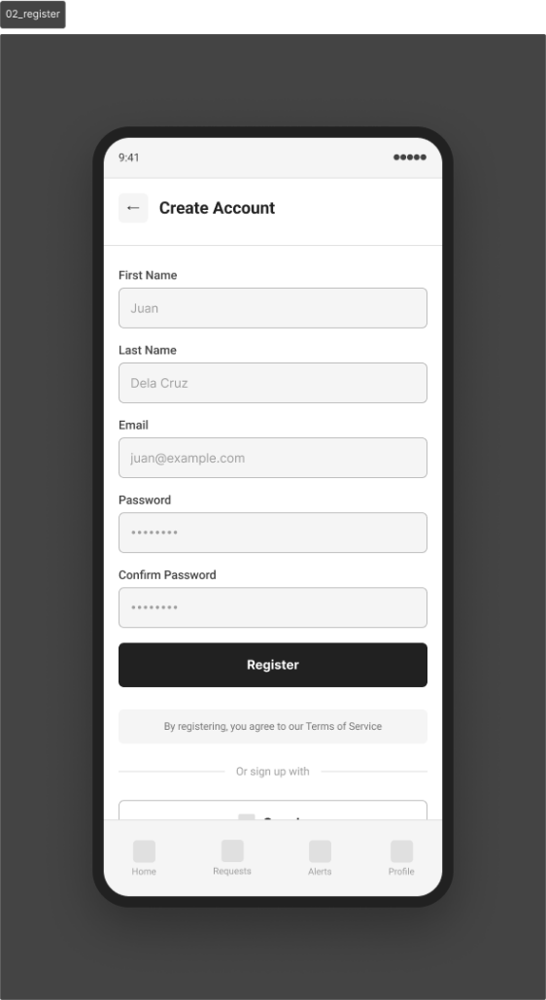 02_register
9:41
← Create Account
First Name
Juan
Last Name
Dela Cruz
Email
juan@example.com
Password
••••••••
Confirm Password
••••••••
Register
By registering, you agree to our Terms of Service
Or sign up with
Home Requests Alerts Profile